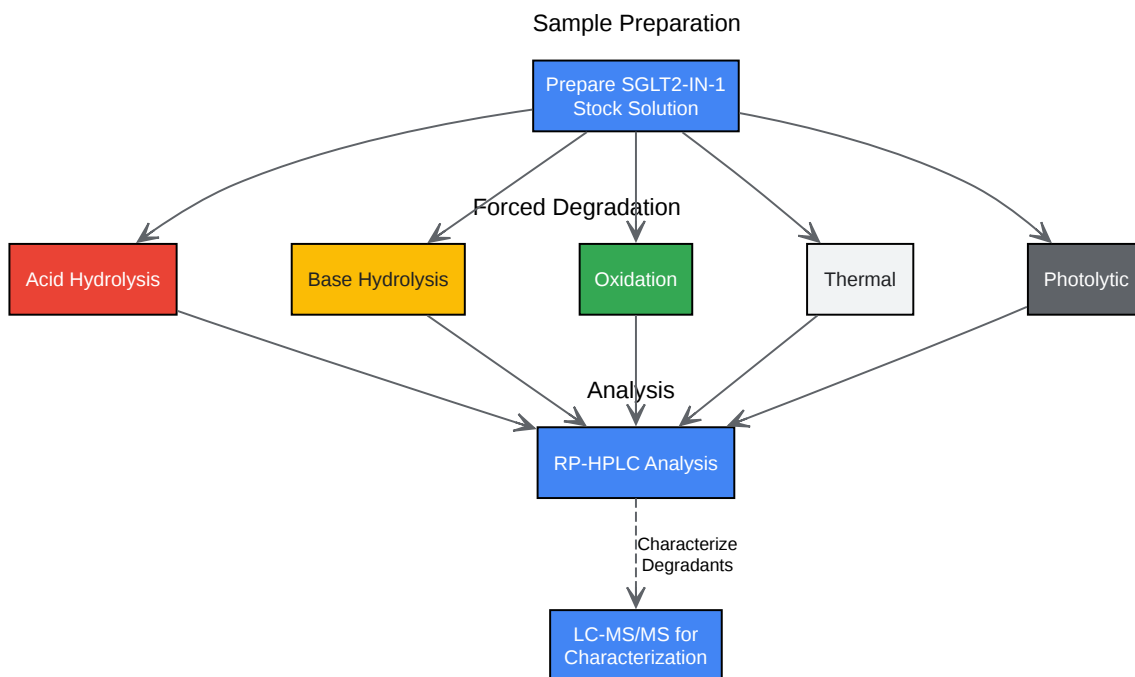 Sample Preparation
Prepare SGLT2-IN-1
Stock Solution
Forced Degradation
Acid Hydrolysis
Base Hydrolysis
Oxidation
Thermal
Photolytic
Analysis
RP-HPLC Analysis
Characterize
Degradants
LC-MS/MS for
Characterization